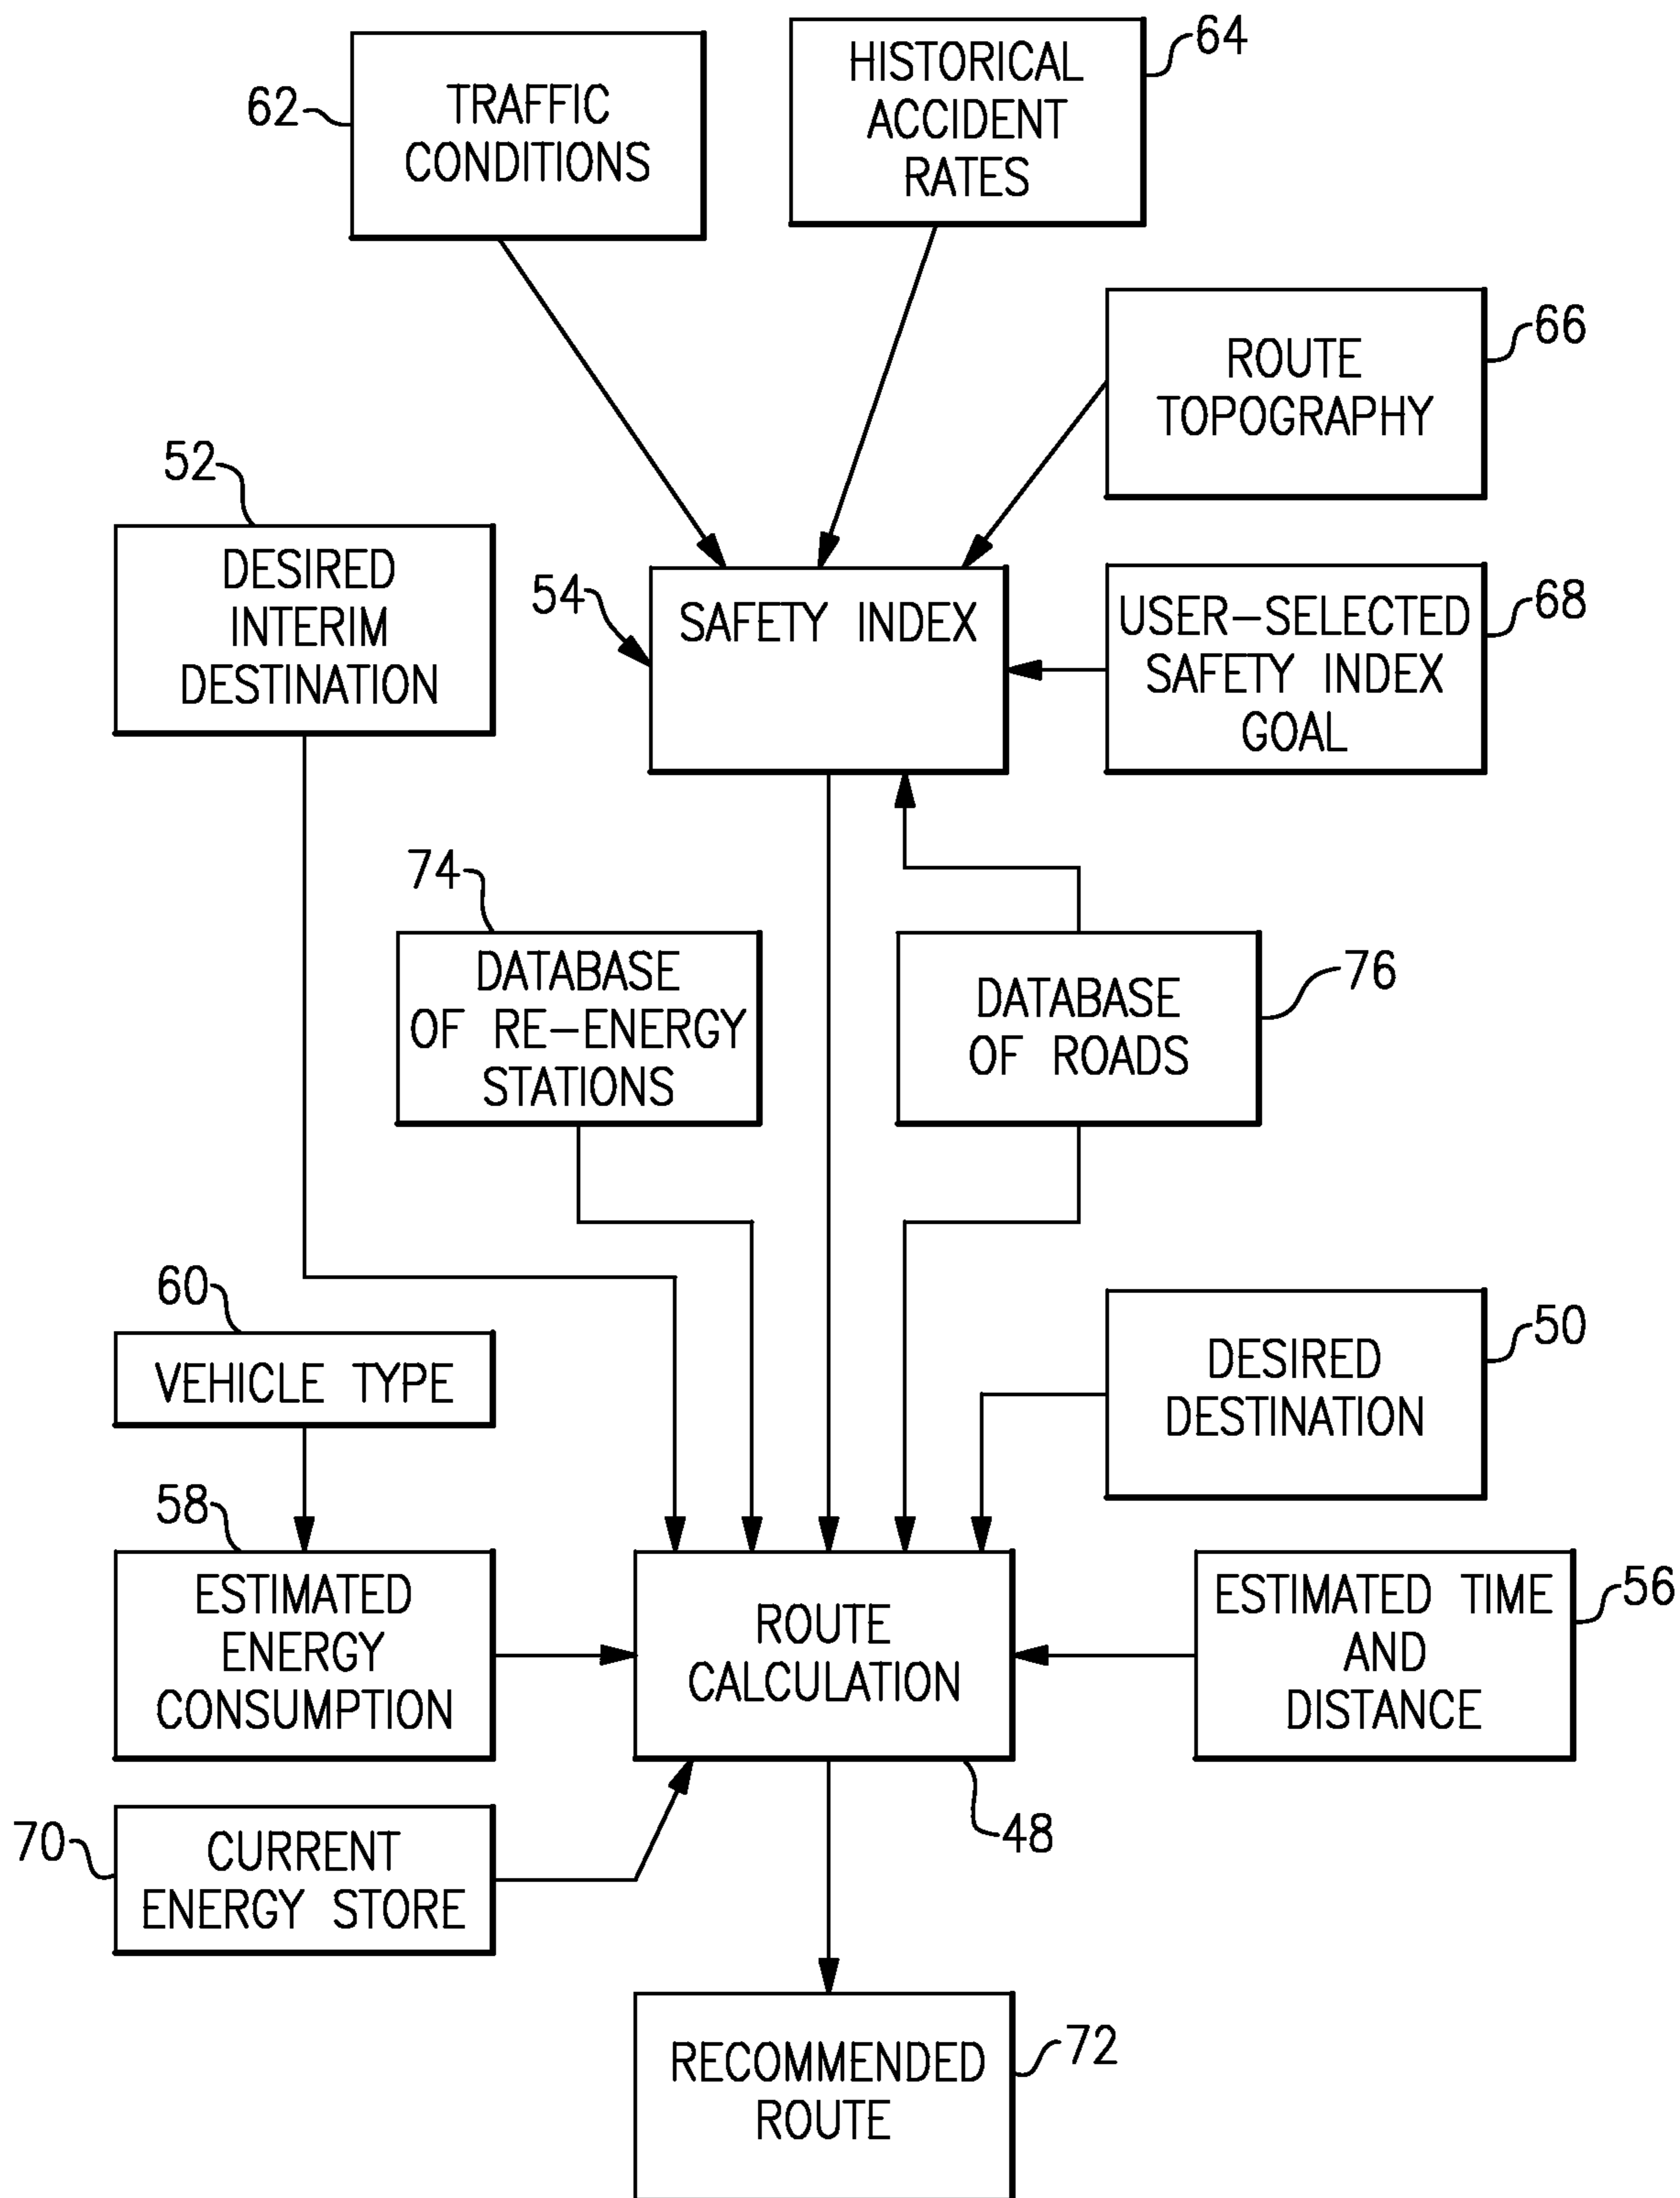 62
TRAFFIC
CONDITIONS
HISTORICAL
ACCIDENT
RATES
64
ROUTE
TOPOGRAPHY
66
52
DESIRED
INTERIM
DESTINATION
54
SAFETY INDEX
USER-SELECTED
SAFETY INDEX
GOAL
68
74
DATABASE
OF RE-ENERGY
STATIONS
DATABASE
OF ROADS
76
60
VEHICLE TYPE
DESIRED
DESTINATION
50
58
ESTIMATED
ENERGY
CONSUMPTION
ROUTE
CALCULATION
48
ESTIMATED TIME
AND
DISTANCE
56
70
CURRENT
ENERGY STORE
RECOMMENDED
ROUTE
72